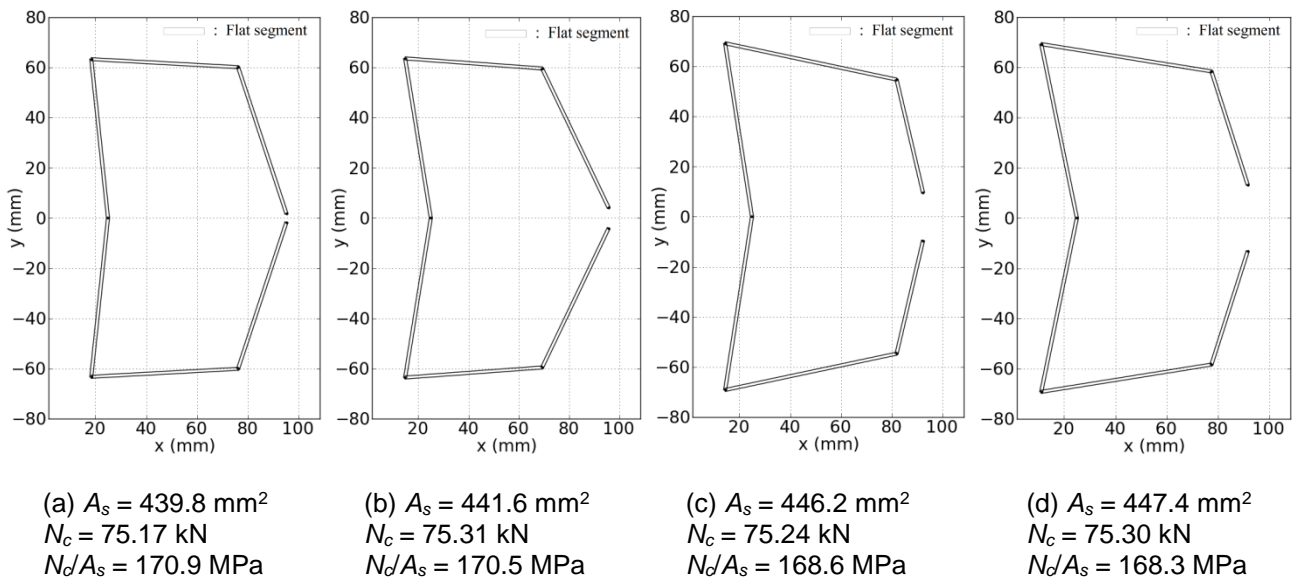 80
60
40
20
0
−20
−40
−60
−80
y (mm)
20 40 60 80 100
x (mm)
: Flat segment
80
60
40
20
0
−20
−40
−60
−80
y (mm)
20 40 60 80 100
x (mm)
: Flat segment
80
60
40
20
0
−20
−40
−60
−80
y (mm)
20 40 60 80 100
x (mm)
: Flat segment
80
60
40
20
0
−20
−40
−60
−80
y (mm)
20 40 60 80 100
x (mm)
: Flat segment
(a) As = 439.8 mm²
Nc = 75.17 kN
Nc/As = 170.9 MPa
(b) As = 441.6 mm²
Nc = 75.31 kN
Nc/As = 170.5 MPa
(c) As = 446.2 mm²
Nc = 75.24 kN
Nc/As = 168.6 MPa
(d) As = 447.4 mm²
Nc = 75.30 kN
Nc/As = 168.3 MPa